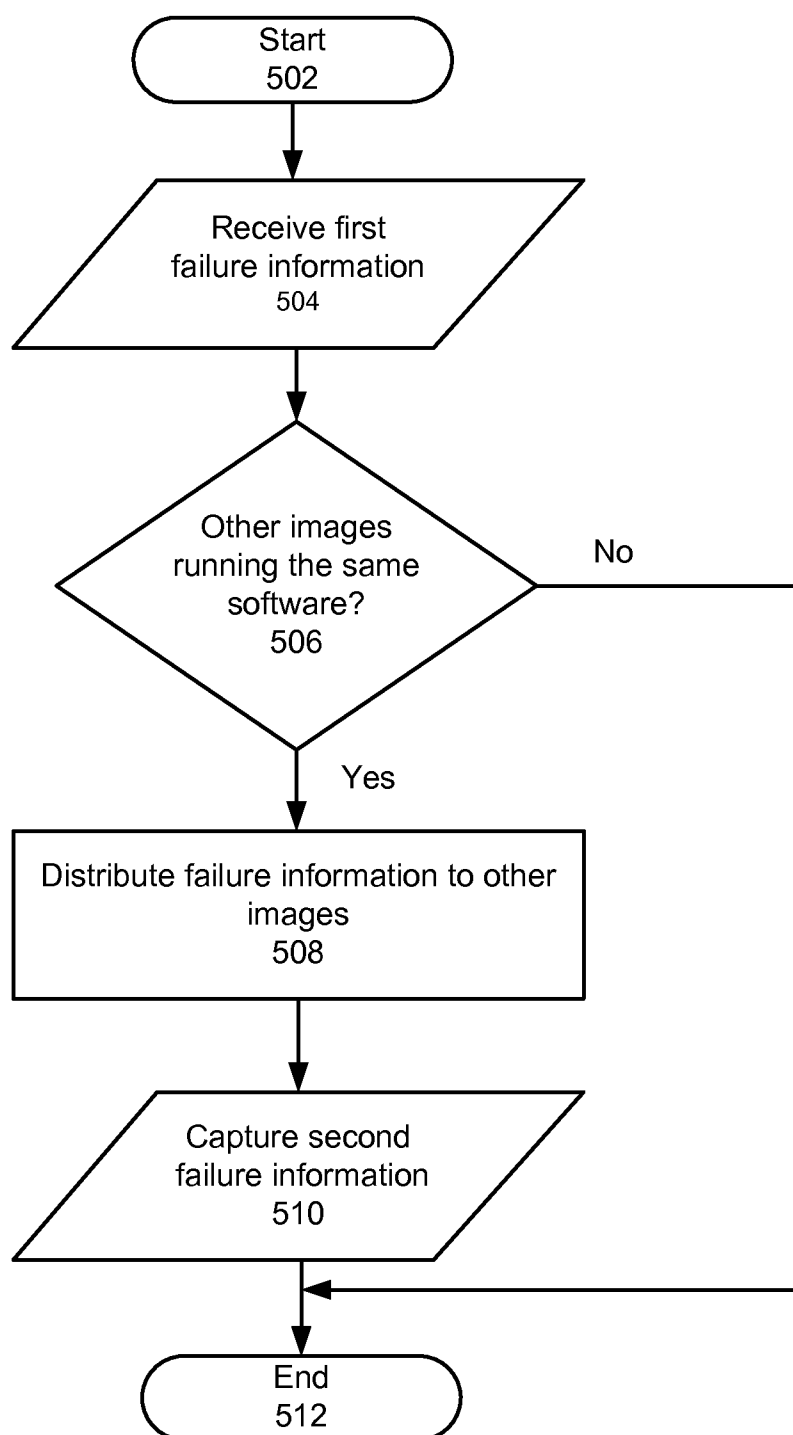 Start
502
Receive first
failure information
504
Other images
running the same
software?
506
No
Yes
Distribute failure information to other
images
508
Capture second
failure information
510
End
512